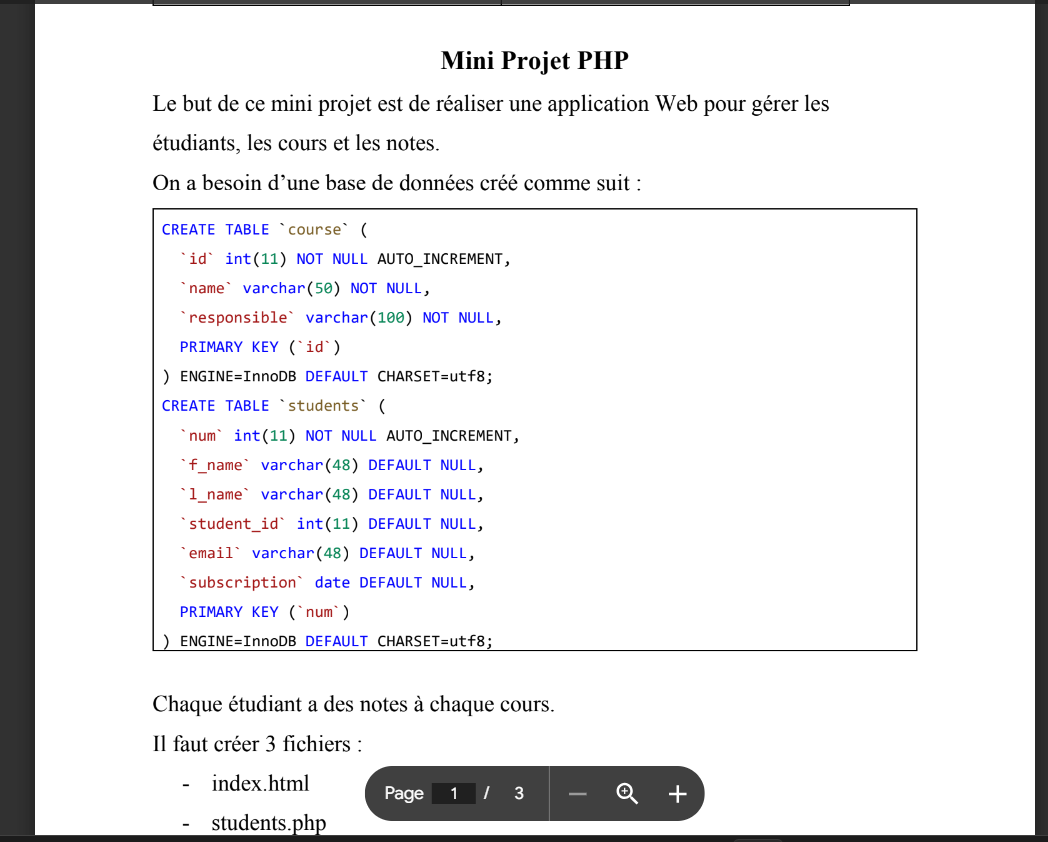 Mini Projet PHP
Le but de ce mini projet est de réaliser une application Web pour gérer les
étudiants, les cours et les notes.
On a besoin d’une base de données créé comme suit :
CREATE TABLE `course` (
`id` int(11) NOT NULL AUTO_INCREMENT,
`name` varchar(50) NOT NULL,
`responsible` varchar(100) NOT NULL,
PRIMARY KEY (`id`)
) ENGINE=InnoDB DEFAULT CHARSET=utf8;
CREATE TABLE `students` (
`num` int(11) NOT NULL AUTO_INCREMENT,
`f_name` varchar(48) DEFAULT NULL,
`l_name` varchar(48) DEFAULT NULL,
`student_id` int(11) DEFAULT NULL,
`email` varchar(48) DEFAULT NULL,
`subscription` date DEFAULT NULL,
PRIMARY KEY (`num`)
) ENGINE=InnoDB DEFAULT CHARSET=utf8;
Chaque étudiant a des notes à chaque cours.
Il faut créer 3 fichiers :
- index.html
- students.php
Page 1 / 3